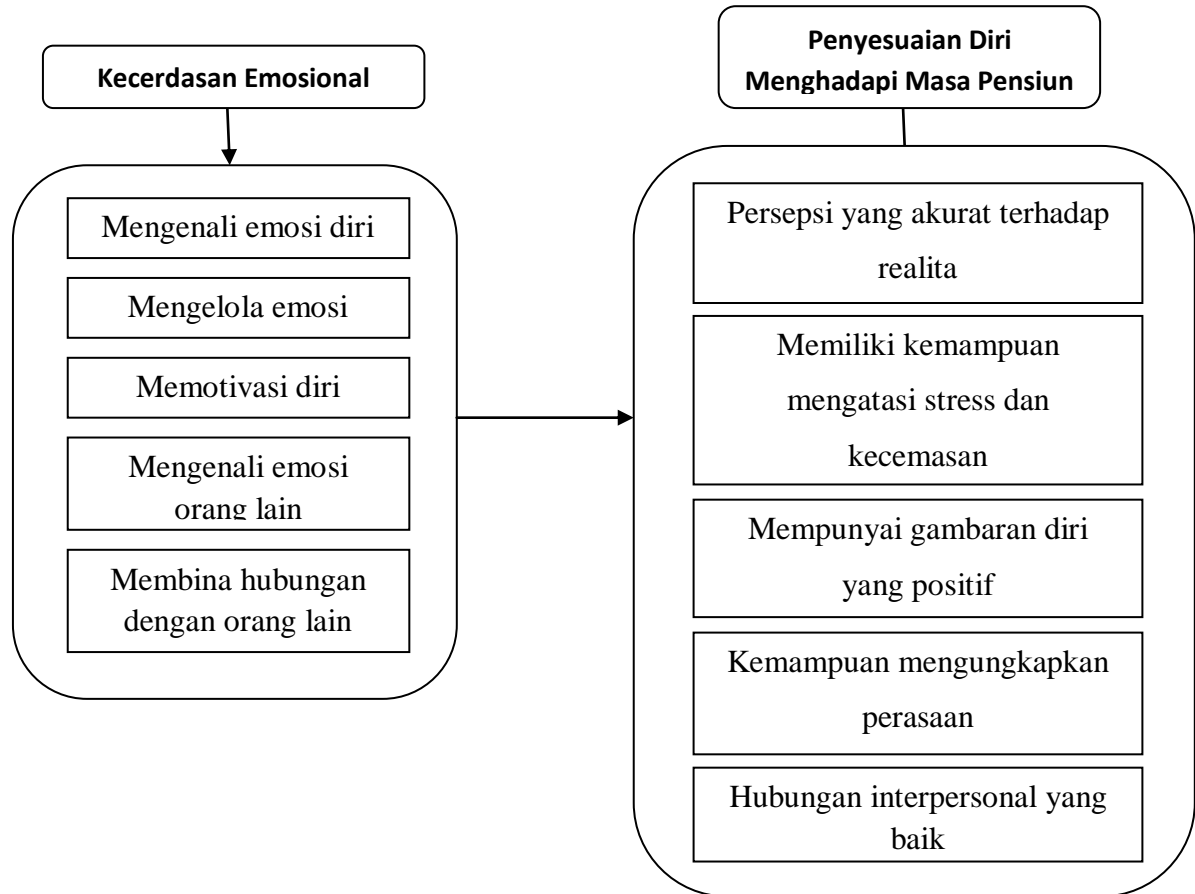 Kecerdasan Emosional
Mengenali emosi diri
Mengelola emosi
Memotivasi diri
Mengenali emosi
orang lain
Membina hubungan
dengan orang lain
Penyesuaian Diri
Menghadapi Masa Pensiun
Persepsi yang akurat terhadap
realita
Memiliki kemampuan
mengatasi stress dan
kecemasan
Mempunyai gambaran diri
yang positif
Kemampuan mengungkapkan
perasaan
Hubungan interpersonal yang
baik